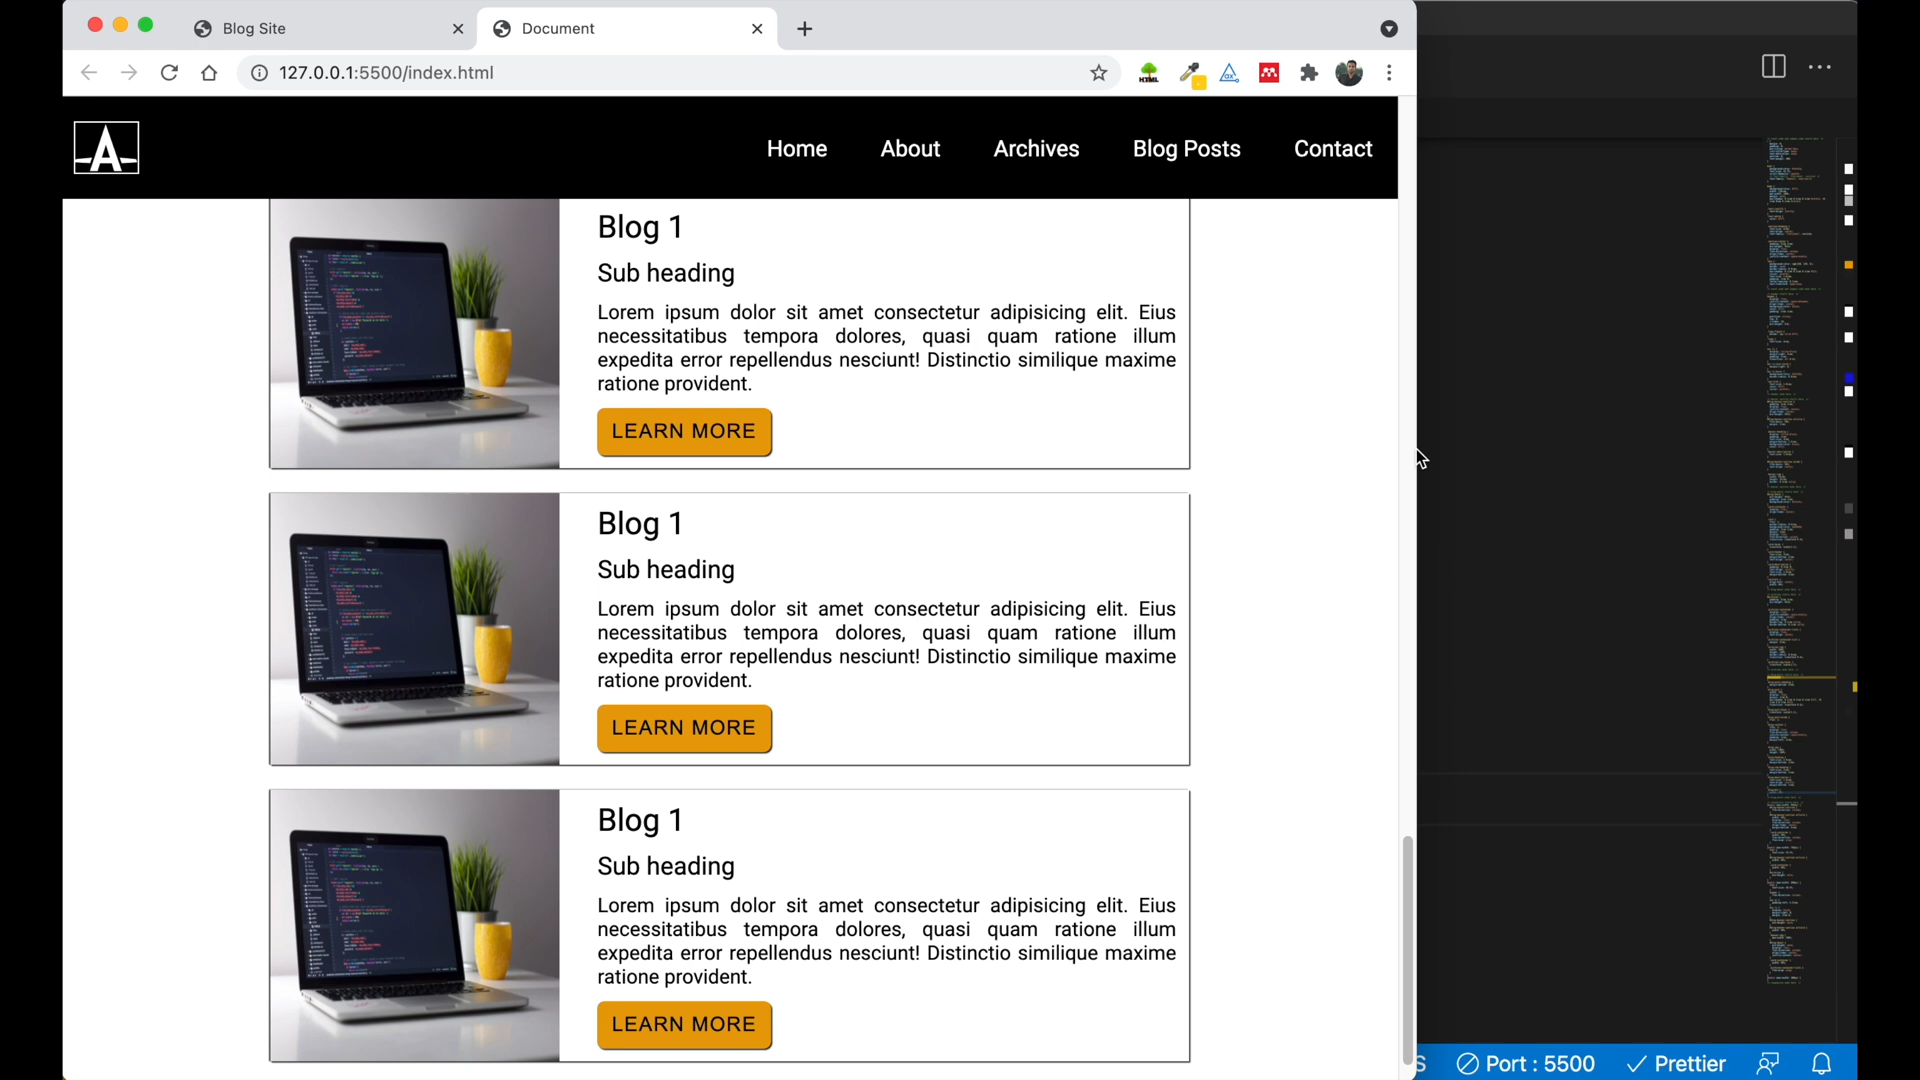 Blog Site
Document
127.0.0.1:5500/index.html
HTML
A
Home About Archives Blog Posts Contact
Blog 1
Sub heading
Lorem ipsum dolor sit amet consectetur adipisicing elit. Eius
necessitatibus tempora dolores, quasi quam ratione illum
expedita error repellendus nesciunt! Distinctio similique maxime
ratione provident.
LEARN MORE
Blog 1
Sub heading
Lorem ipsum dolor sit amet consectetur adipisicing elit. Eius
necessitatibus tempora dolores, quasi quam ratione illum
expedita error repellendus nesciunt! Distinctio similique maxime
ratione provident.
LEARN MORE
Blog 1
Sub heading
Lorem ipsum dolor sit amet consectetur adipisicing elit. Eius
necessitatibus tempora dolores, quasi quam ratione illum
expedita error repellendus nesciunt! Distinctio similique maxime
ratione provident.
LEARN MORE
S Port : 5500 Prettier